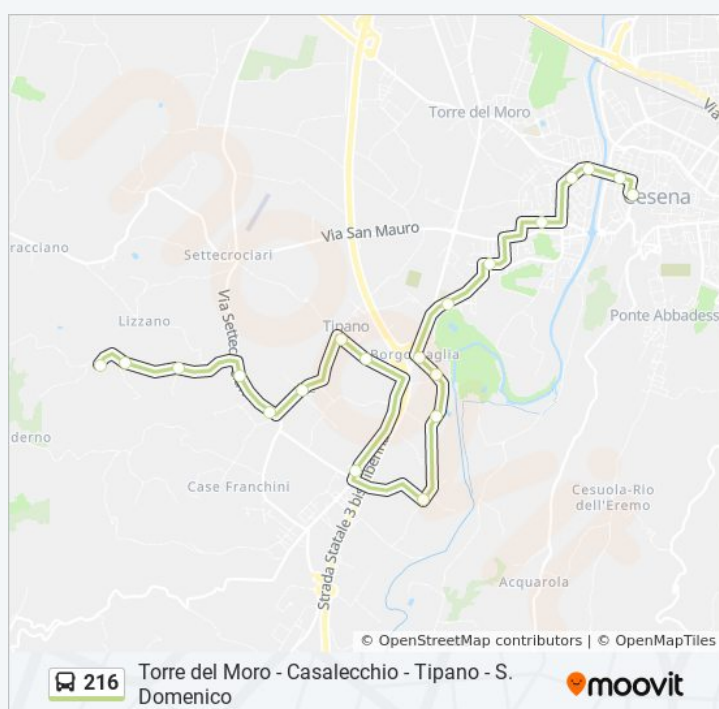 Torre del Moro
Via
Cesena
Via San Mauro
racciano
Settecrociari
Ponte Abbadess
Lizzano
Tipano
Via Settec
Borgo
aglia
derno
Case Franchini
Cesuola-Rio
dell'Eremo
Strada Statale 3 bis
iberina
Acquarola
© OpenStreetMap contributors | © OpenMapTiles
216
Torre del Moro - Casalecchio - Tipano - S.
Domenico
moovit